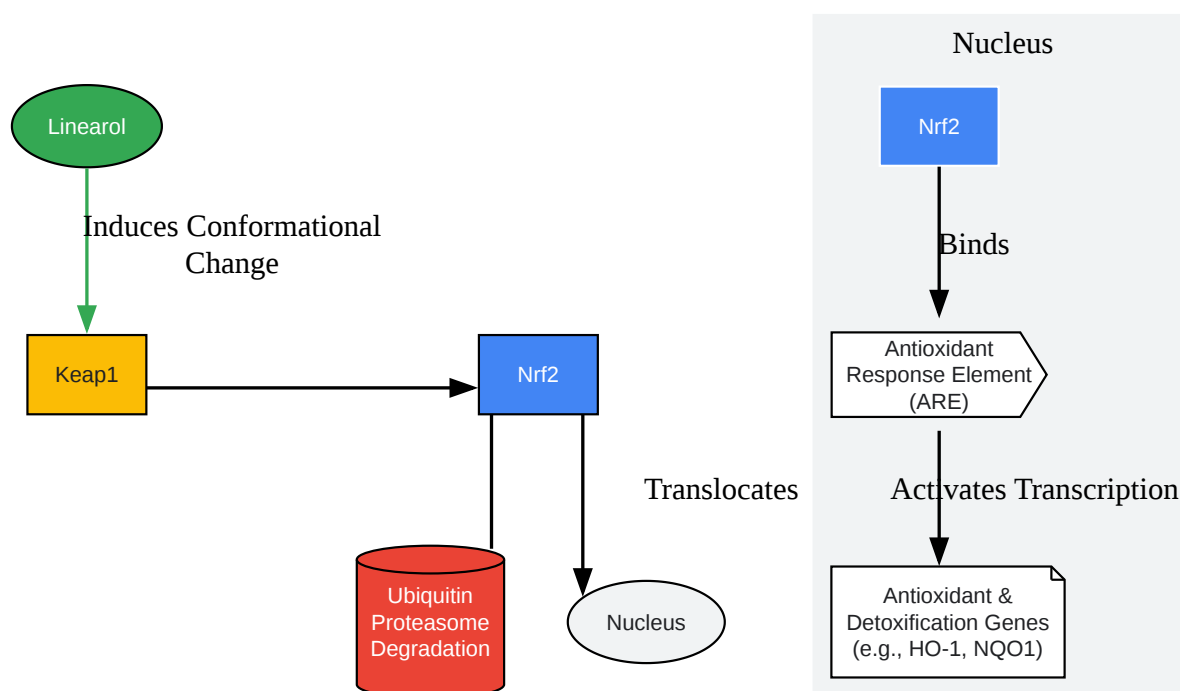 Linearol
Induces Conformational
Change
Keap1
Nrf2
Translocates
Ubiquitin
Proteasome
Degradation
Nucleus
Nucleus
Nrf2
Binds
Antioxidant
Response Element
(ARE)
Activates Transcription
Antioxidant &
Detoxification Genes
(e.g., HO-1, NQO1)